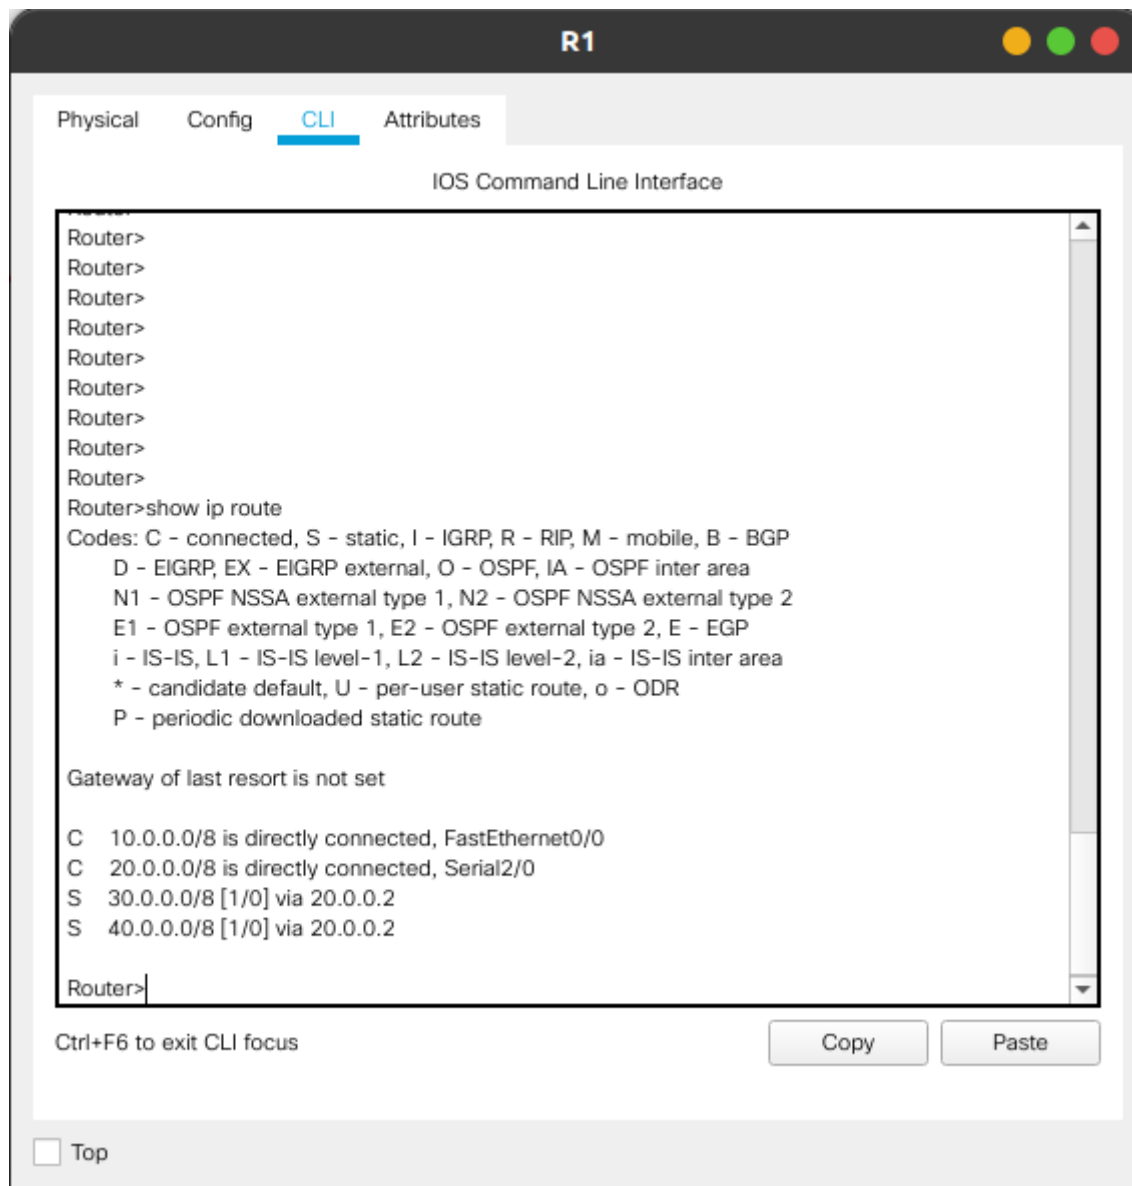 R1
Physical Config CLI Attributes
IOS Command Line Interface
Router>
Router>
Router>
Router>
Router>
Router>
Router>
Router>
Router>
Router>show ip route
Codes: C - connected, S - static, I - IGRP, R - RIP, M - mobile, B - BGP
D - EIGRP, EX - EIGRP external, O - OSPF, IA - OSPF inter area
N1 - OSPF NSSA external type 1, N2 - OSPF NSSA external type 2
E1 - OSPF external type 1, E2 - OSPF external type 2, E - EGP
i - IS-IS, L1 - IS-IS level-1, L2 - IS-IS level-2, ia - IS-IS inter area
* - candidate default, U - per-user static route, o - ODR
P - periodic downloaded static route
Gateway of last resort is not set
C 10.0.0.0/8 is directly connected, FastEthernet0/0
C 20.0.0.0/8 is directly connected, Serial2/0
S 30.0.0.0/8 [1/0] via 20.0.0.2
S 40.0.0.0/8 [1/0] via 20.0.0.2
Router>
Ctrl+F6 to exit CLI focus
Copy
Paste
Top